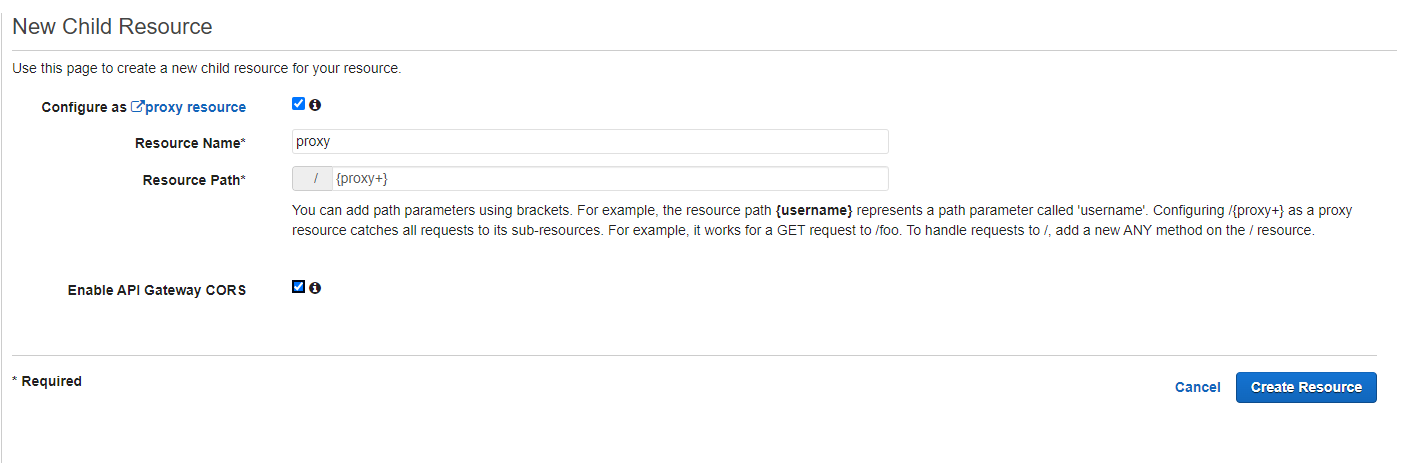 New Child Resource
Use this page to create a new child resource for your resource.
Configure as proxy resource
Resource Name*
proxy
Resource Path*
/ {proxy+}
You can add path parameters using brackets. For example, the resource path {username} represents a path parameter called 'username'. Configuring /{proxy+} as a proxy
resource catches all requests to its sub-resources. For example, it works for a GET request to /foo. To handle requests to /, add a new ANY method on the / resource.
Enable API Gateway CORS
* Required
Cancel
Create Resource